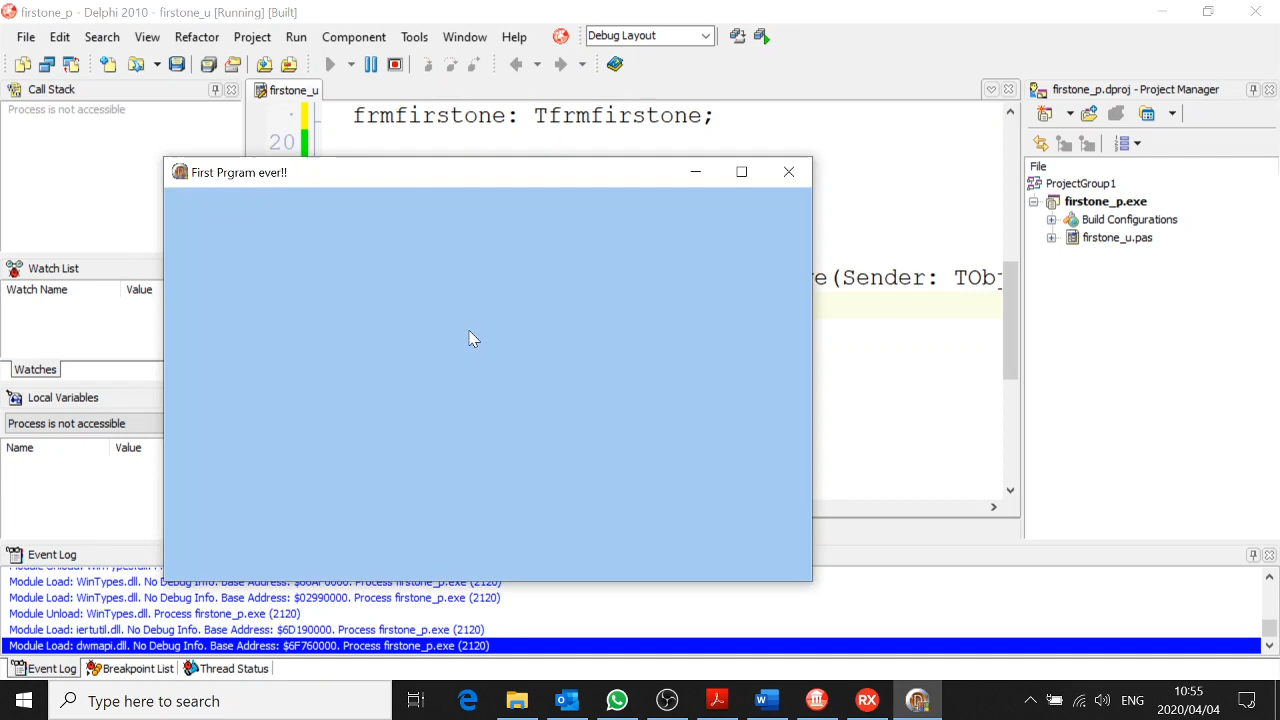 firstone_p - Delphi 2010 - firstone_u [Running] [Built]
File Edit Search View Refactor Project Run Component Tools Window Help Debug Layout
Call Stack
Process is not accessible
firstone_u
frmfirstone: Tfrmfirstone;
20
First Prgram ever!!
(Sender: TObj
Watch List
Watch Name Value
Watches
Local Variables
Process is not accessible
Name Value
firstone_p.dproj - Project Manager
File
ProjectGroup1
firstone_p.exe
Build Configurations
firstone_u.pas
Event Log
Module Load: WinTypes.dll. No Debug Info. Base Address: $02990000. Process firstone_p.exe (2120)
Module Unload: WinTypes.dll. Process firstone_p.exe (2120)
Module Load: iertutil.dll. No Debug Info. Base Address: $6D190000. Process firstone_p.exe (2120)
Module Load: dwmapi.dll. No Debug Info. Base Address: $6F760000. Process firstone_p.exe (2120)
Event Log Breakpoint List Thread Status
Type here to search
RX
ENG
10:55
2020/04/04